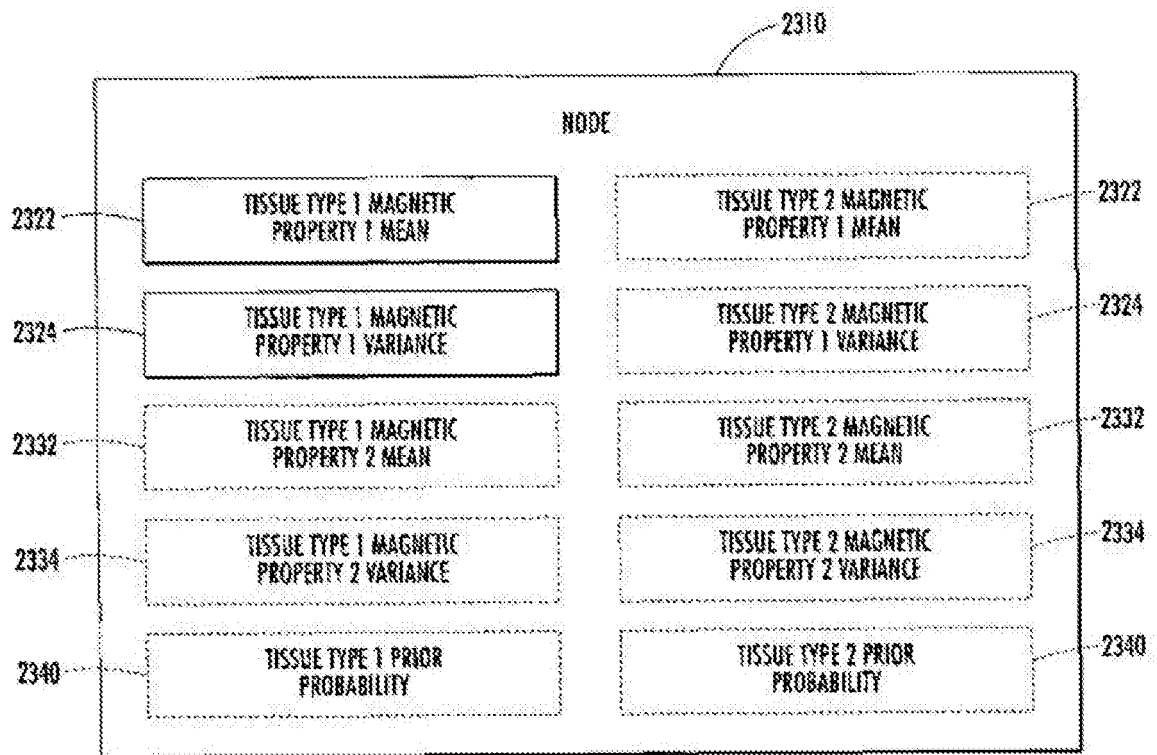 2310
NODE
2322
TISSUE TYPE 1 MAGNETIC
PROPERTY 1 MEAN
TISSUE TYPE 2 MAGNETIC
PROPERTY 1 MEAN
2322
2324
TISSUE TYPE 1 MAGNETIC
PROPERTY 1 VARIANCE
TISSUE TYPE 2 MAGNETIC
PROPERTY 1 VARIANCE
2324
2332
TISSUE TYPE 1 MAGNETIC
PROPERTY 2 MEAN
TISSUE TYPE 2 MAGNETIC
PROPERTY 2 MEAN
2332
2334
TISSUE TYPE 1 MAGNETIC
PROPERTY 2 VARIANCE
TISSUE TYPE 2 MAGNETIC
PROPERTY 2 VARIANCE
2334
2340
TISSUE TYPE 1 PRIOR
PROBABILITY
TISSUE TYPE 2 PRIOR
PROBABILITY
2340